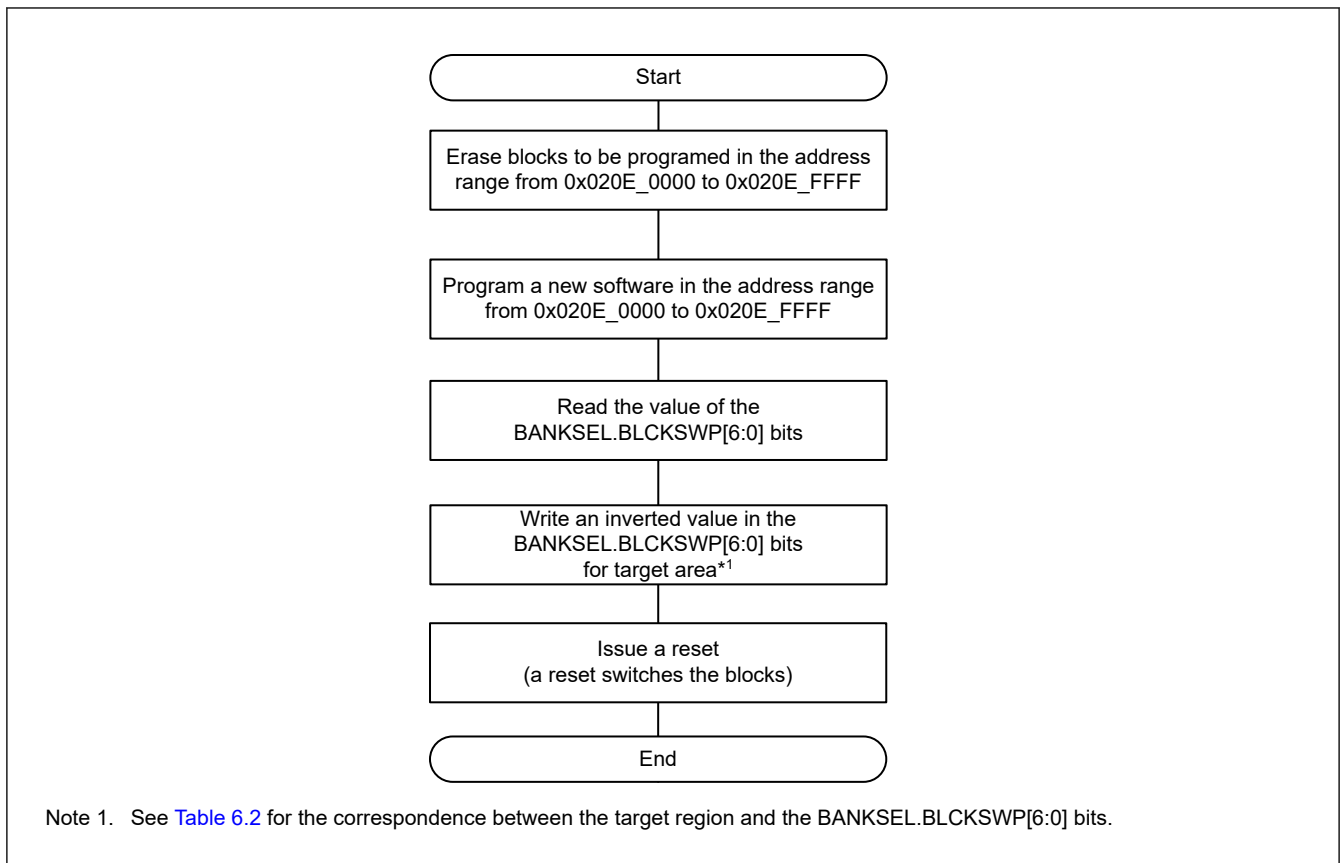 Start
Erase blocks to be programed in the address
range from 0x020E_0000 to 0x020E_FFFF
Program a new software in the address range
from 0x020E_0000 to 0x020E_FFFF
Read the value of the
BANKSEL.BLCKSWP[6:0] bits
Write an inverted value in the
BANKSEL.BLCKSWP[6:0] bits
for target area*1
Issue a reset
(a reset switches the blocks)
End
Note 1. See Table 6.2 for the correspondence between the target region and the BANKSEL.BLCKSWP[6:0] bits.